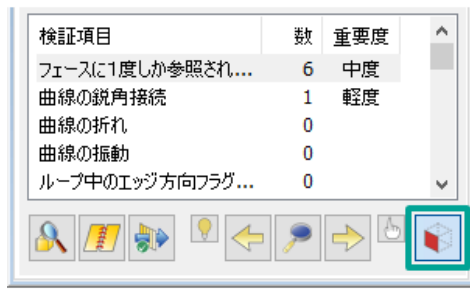 検証項目 数 重要度
フェースに1度しか参照され... 6 中度
曲線の鋭角接続 1 軽度
曲線の折れ 0
曲線の振動 0
ループ中のエッジ方向フラグ... 0